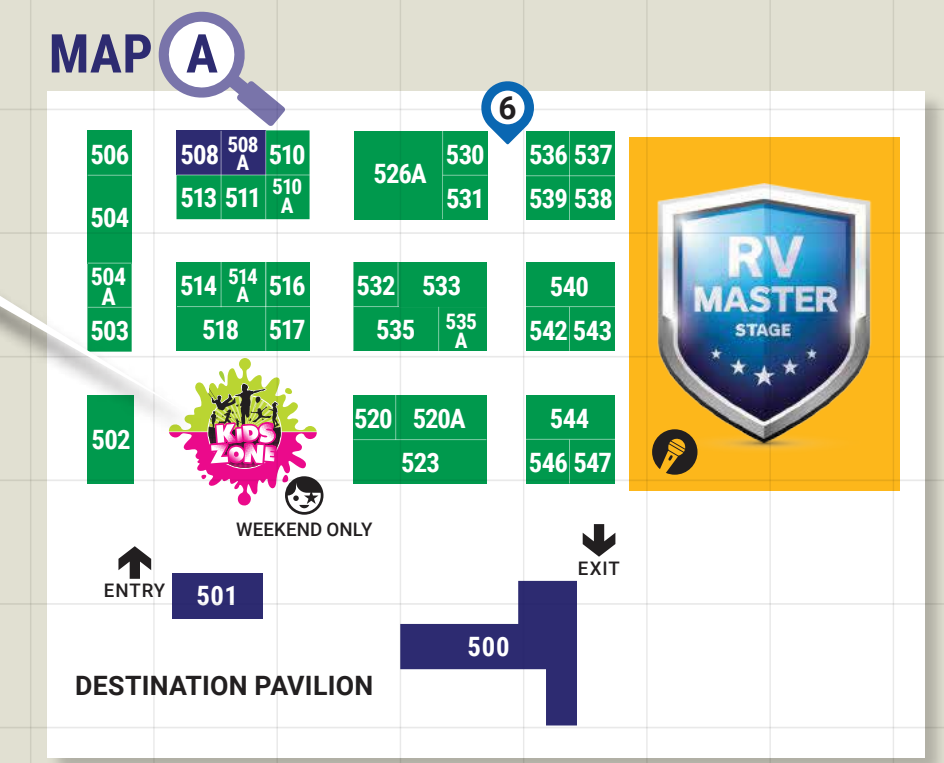 MAP A
6
506
508
508
A
510
526A
530
536
537
504
513
511
510
A
531
539
538
504
A
514
514
A
516
532
533
540
503
518
517
535
535
A
542
543
RV
MASTER
STAGE
502
KiDS
ZONE
520
520A
544
523
546
547
WEEKEND ONLY
ENTRY
EXIT
501
500
DESTINATION PAVILION